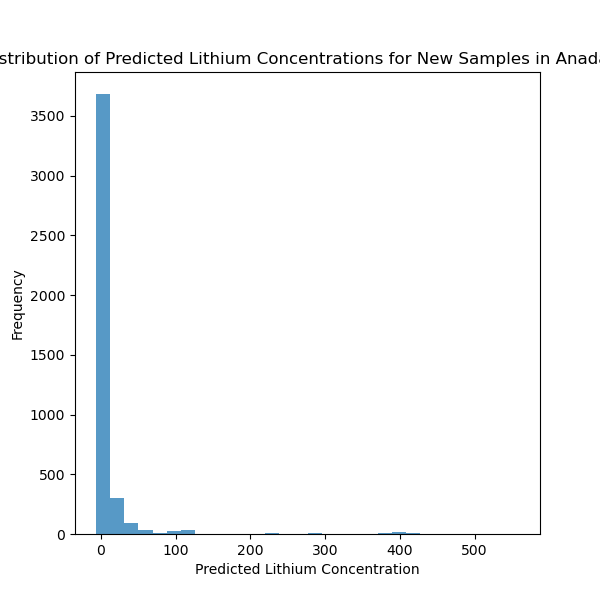 stribution of Predicted Lithium Concentrations for New Samples in Anada
3500
3000
2500
2000
1500
1000
500
0
Frequency
0 100 200 300 400 500
Predicted Lithium Concentration